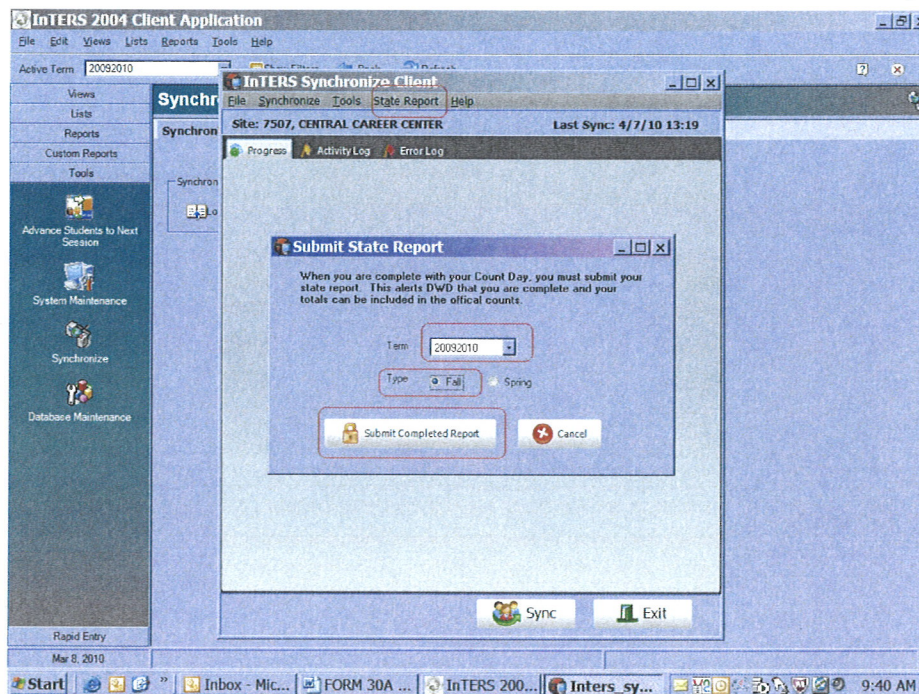 InTERS 2004 Client Application
File Edit Views Lists Reports Tools Help
Active Term 20092010
Views
Lists
Reports
Custom Reports
Tools
Advance Students to Next
Session
System Maintenance
Synchronize
Database Maintenance
Rapid Entry
Mar 8, 2010
Synchr
Synchron
Synchron
Lo
InTERS Synchronize Client
File Synchronize Tools State Report Help
Site: 7507, CENTRAL CAREER CENTER Last Sync: 4/7/10 13:19
Progress Activity Log Error Log
Submit State Report
When you are complete with your Count Day, you must submit your
state report. This alerts DWD that you are complete and your
totals can be included in the offical counts.
Term 20092010
Type Fall Spring
Submit Completed Report Cancel
Sync Exit
Start » Inbox - Mic... FORM 30A ... InTERS 200... Inters_sy... 9:40 AM